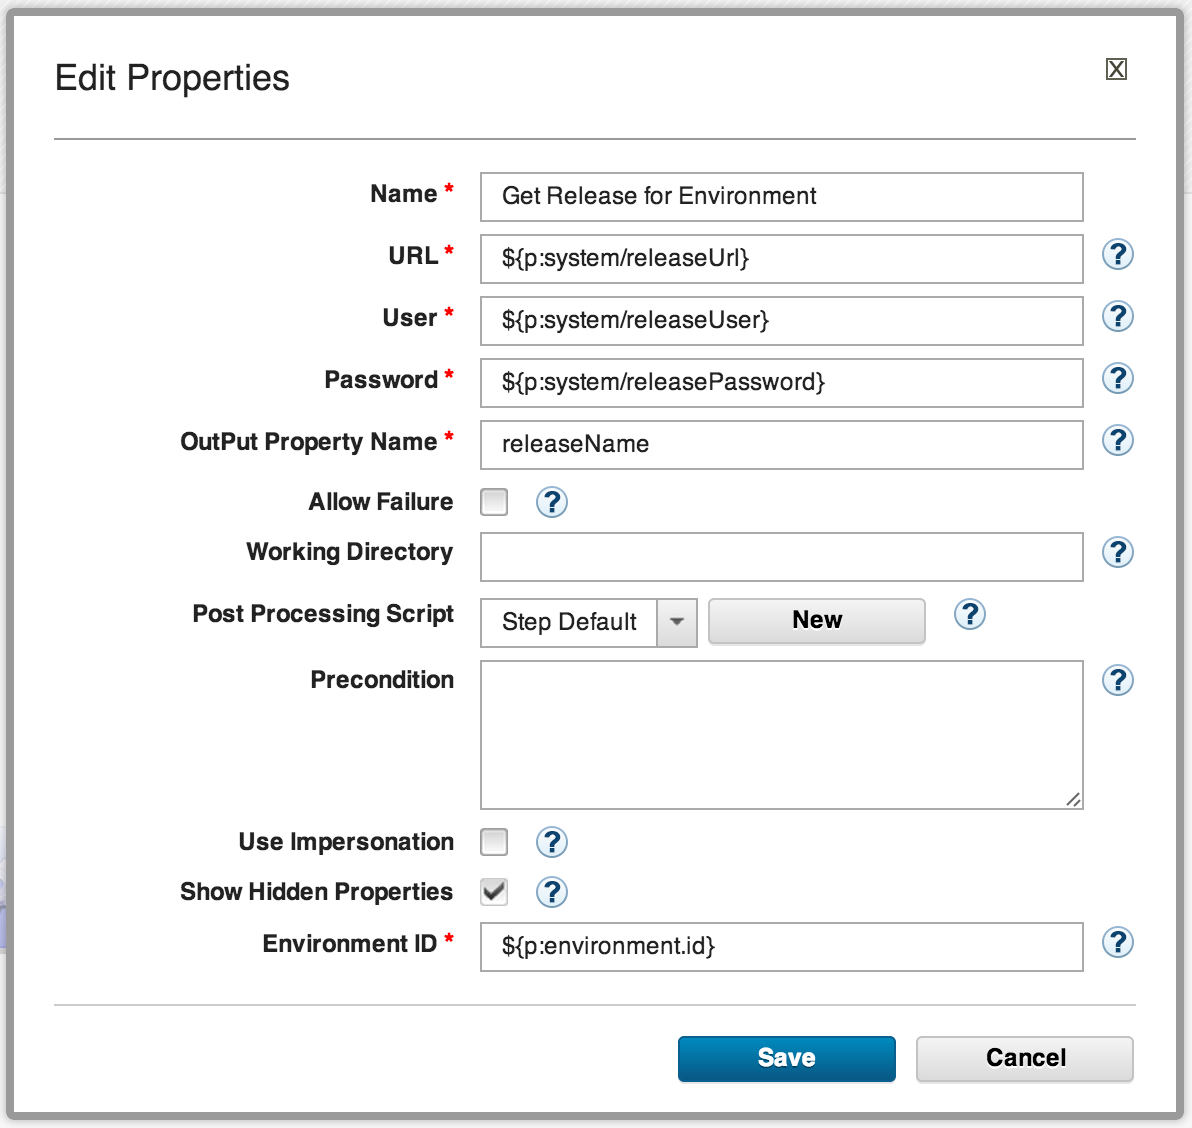 Edit Properties
X
Name * Get Release for Environment
URL * ${p:system/releaseUrl} ?
User * ${p:system/releaseUser} ?
Password * ${p:system/releasePassword} ?
OutPut Property Name * releaseName ?
Allow Failure ?
Working Directory ?
Post Processing Script Step Default New ?
Precondition ?
Use Impersonation ?
Show Hidden Properties ?
Environment ID * ${p:environment.id} ?
Save Cancel